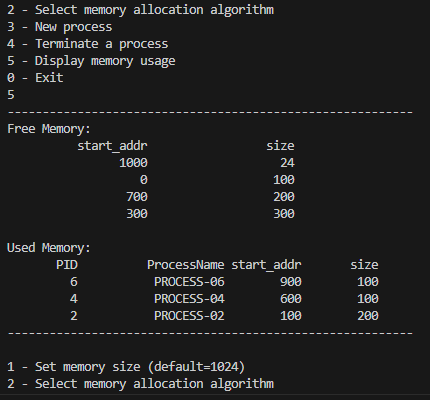 2 - Select memory allocation algorithm
3 - New process
4 - Terminate a process
5 - Display memory usage
0 - Exit
5
----------------------------------------------------------
Free Memory:
start_addr size
1000 24
0 100
700 200
300 300
Used Memory:
PID ProcessName start_addr size
6 PROCESS-06 900 100
4 PROCESS-04 600 100
2 PROCESS-02 100 200
----------------------------------------------------------
1 - Set memory size (default=1024)
2 - Select memory allocation algorithm